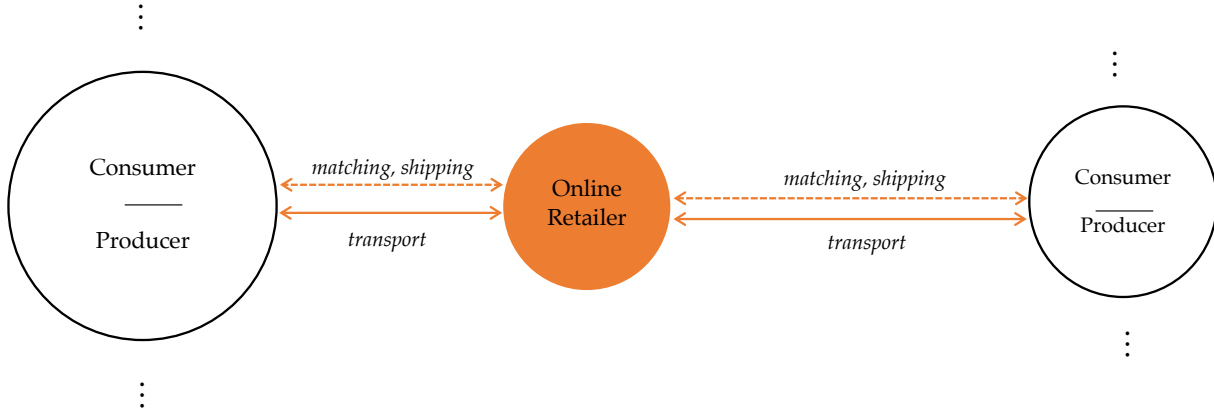 Consumer
Producer
matching, shipping
transport
Online
Retailer
matching, shipping
transport
Consumer
Producer